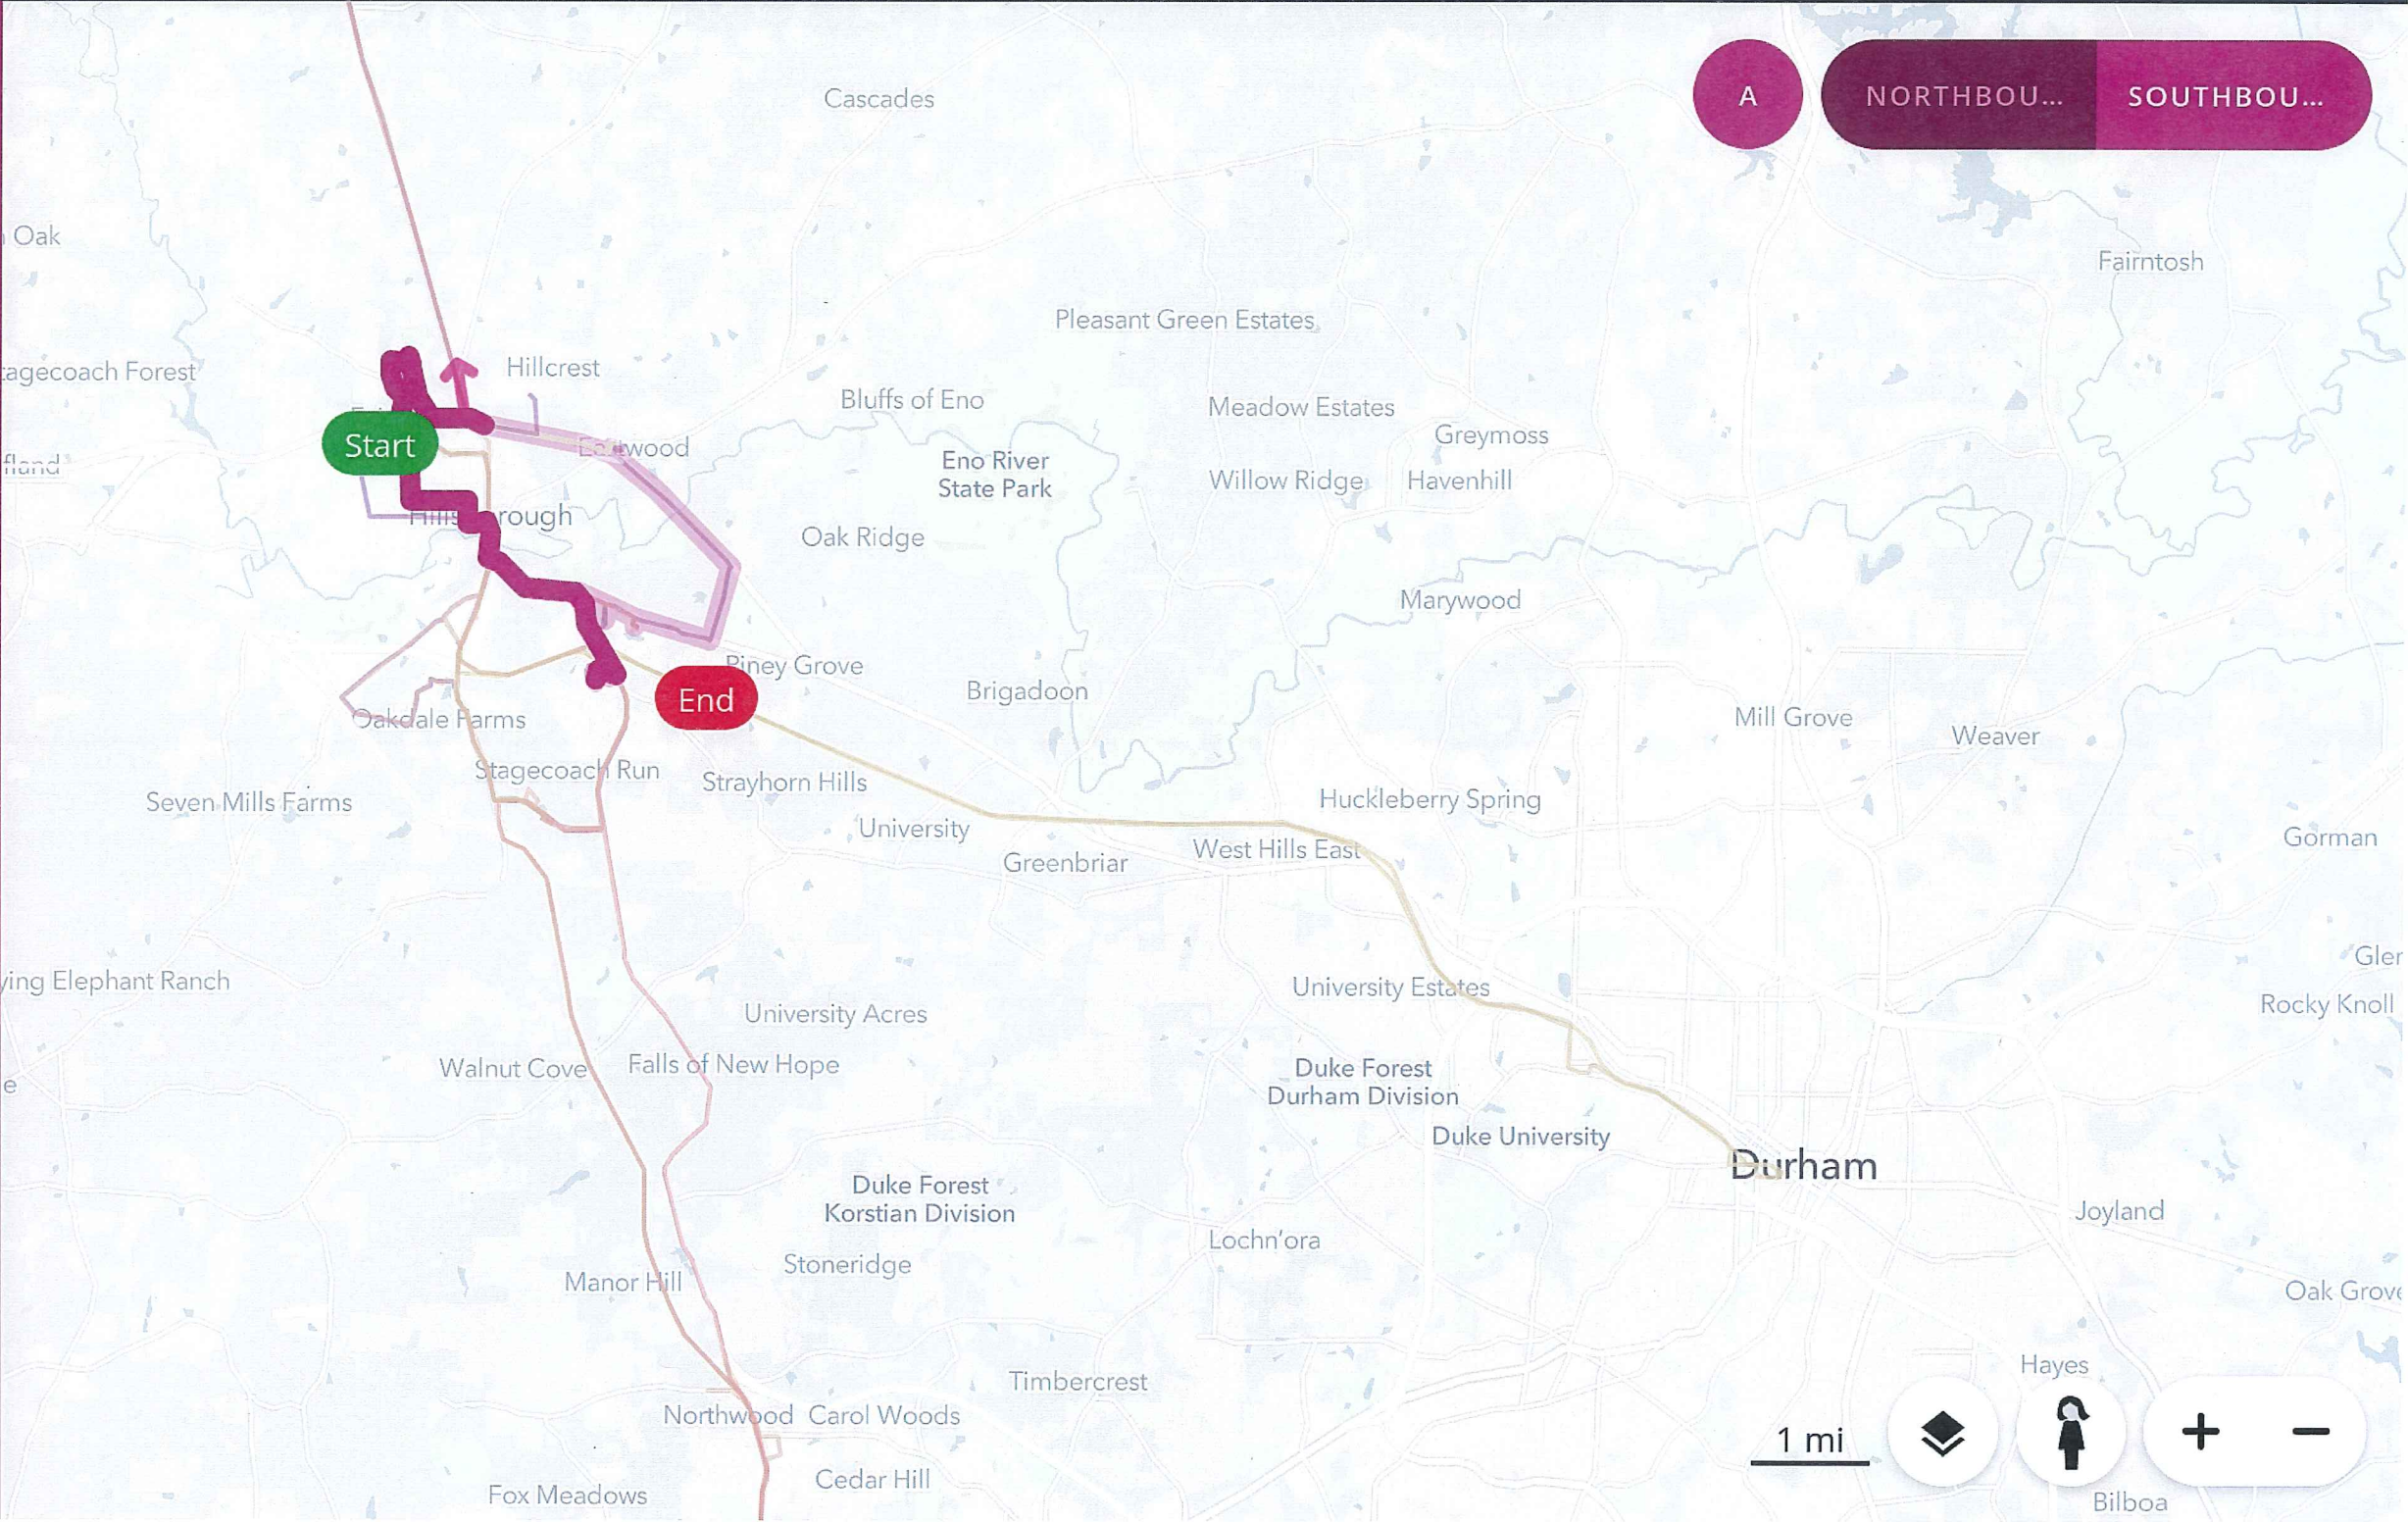 Cascades
A
NORTHBOU...
SOUTHBOU...
Oak
Fairntosh
Pleasant Green Estates
tagecoach Forest
Hillcrest
Bluffs of Eno
Meadow Estates
Greymoss
Start
wood
Eno River
State Park
Willow Ridge
Havenhill
fland
rough
Oak Ridge
Marywood
Piney Grove
End
Brigadoon
Oakdale Farms
Mill Grove
Weaver
Stagecoach Run
Strayhorn Hills
Seven Mills Farms
Huckleberry Spring
University
Gorman
Greenbriar
West Hills East
Gler
ying Elephant Ranch
University Estates
Rocky Knoll
University Acres
Walnut Cove
Falls of New Hope
Duke Forest
Durham Division
e
Duke University
Durham
Duke Forest
Korstian Division
Joyland
Lochn'ora
Stoneridge
Manor Hill
Oak Grove
Hayes
Timbercrest
Northwood
Carol Woods
1 mi
+
−
Cedar Hill
Fox Meadows
Bilboa